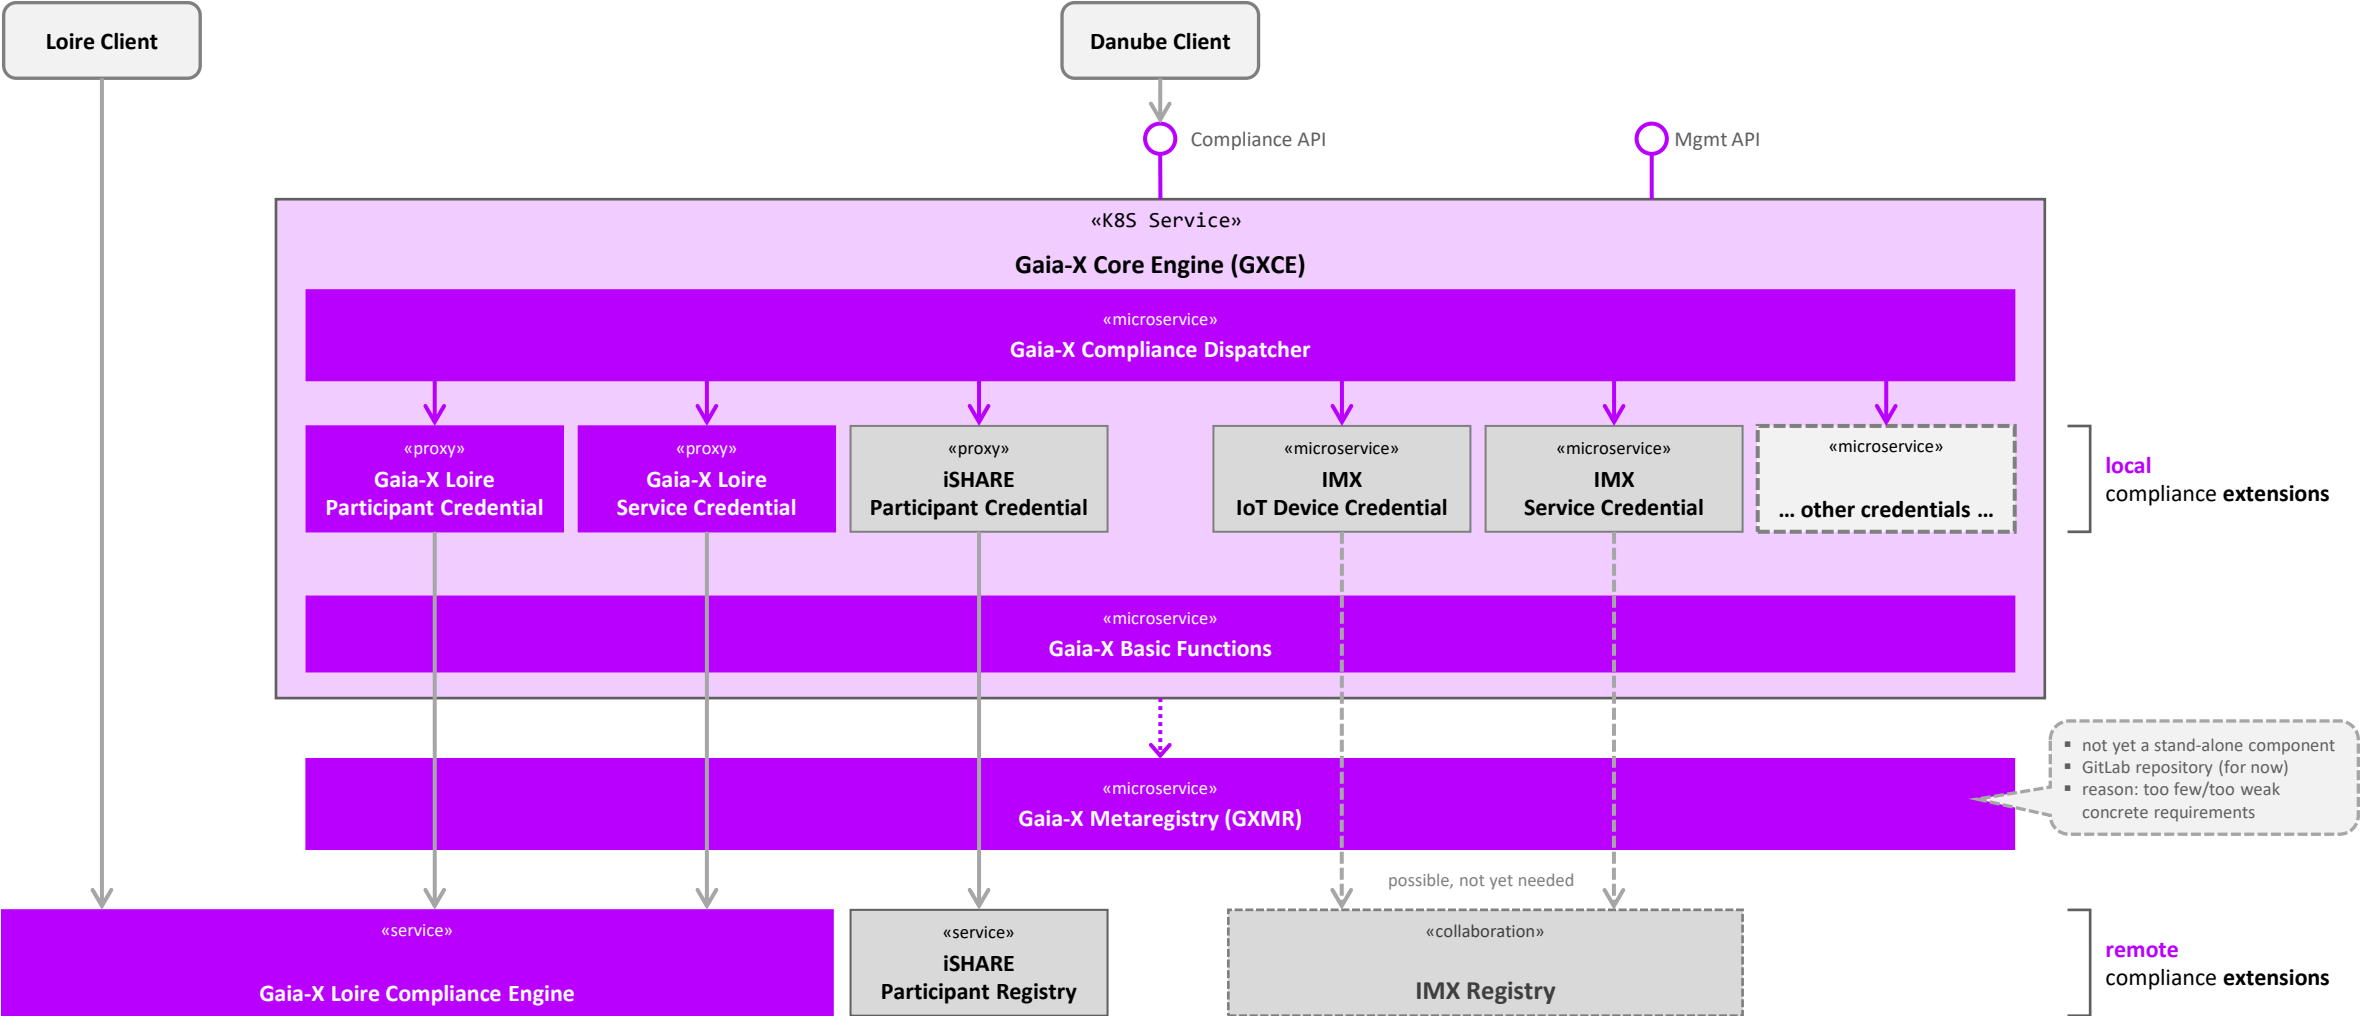 Loire Client
Danube Client
Compliance API
Mgmt API
«K8S Service»
Gaia-X Core Engine (GXCE)
«microservice»
Gaia-X Compliance Dispatcher
«proxy»
Gaia-X Loire
Participant Credential
«proxy»
Gaia-X Loire
Service Credential
«proxy»
iSHARE
Participant Credential
«microservice»
IMX
IoT Device Credential
«microservice»
IMX
Service Credential
«microservice»
... other credentials ...
local
compliance extensions
«microservice»
Gaia-X Basic Functions
▪ not yet a stand-alone component
▪ GitLab repository (for now)
▪ reason: too few/too weak
concrete requirements
«microservice»
Gaia-X Metaregistry (GXMR)
possible, not yet needed
«service»
Gaia-X Loire Compliance Engine
«service»
iSHARE
Participant Registry
«collaboration»
IMX Registry
remote
compliance extensions